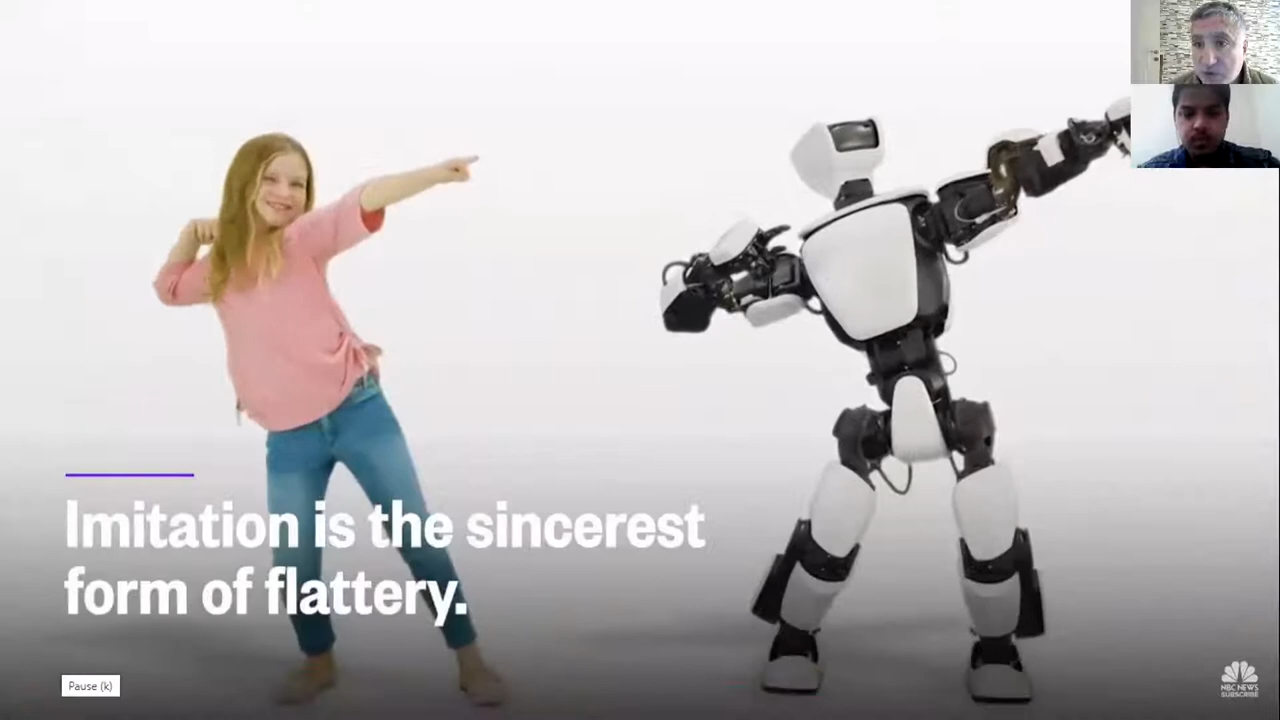 Imitation is the sincerest
form of flattery.
Pause (k)
NBC NEWS
SUBSCRIBE